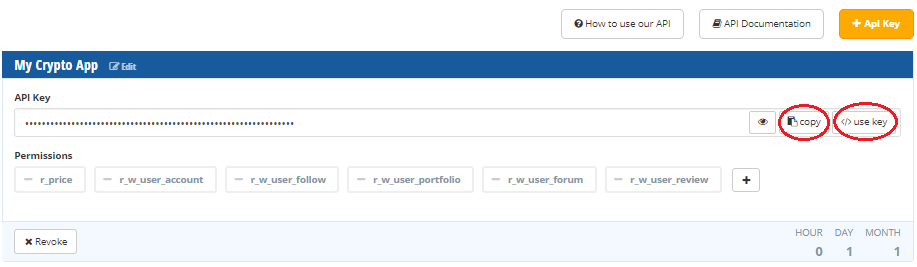 How to use our API
API Documentation
+ Api Key
My Crypto App Edit
API Key
••••••••••••••••••••••••••••••••••••••••••••••••••••••••••••••••
copy
</> use key
Permissions
− r_price
− r_w_user_account
− r_w_user_follow
− r_w_user_portfolio
− r_w_user_forum
− r_w_user_review
+
× Revoke
HOUR DAY MONTH
0 1 1